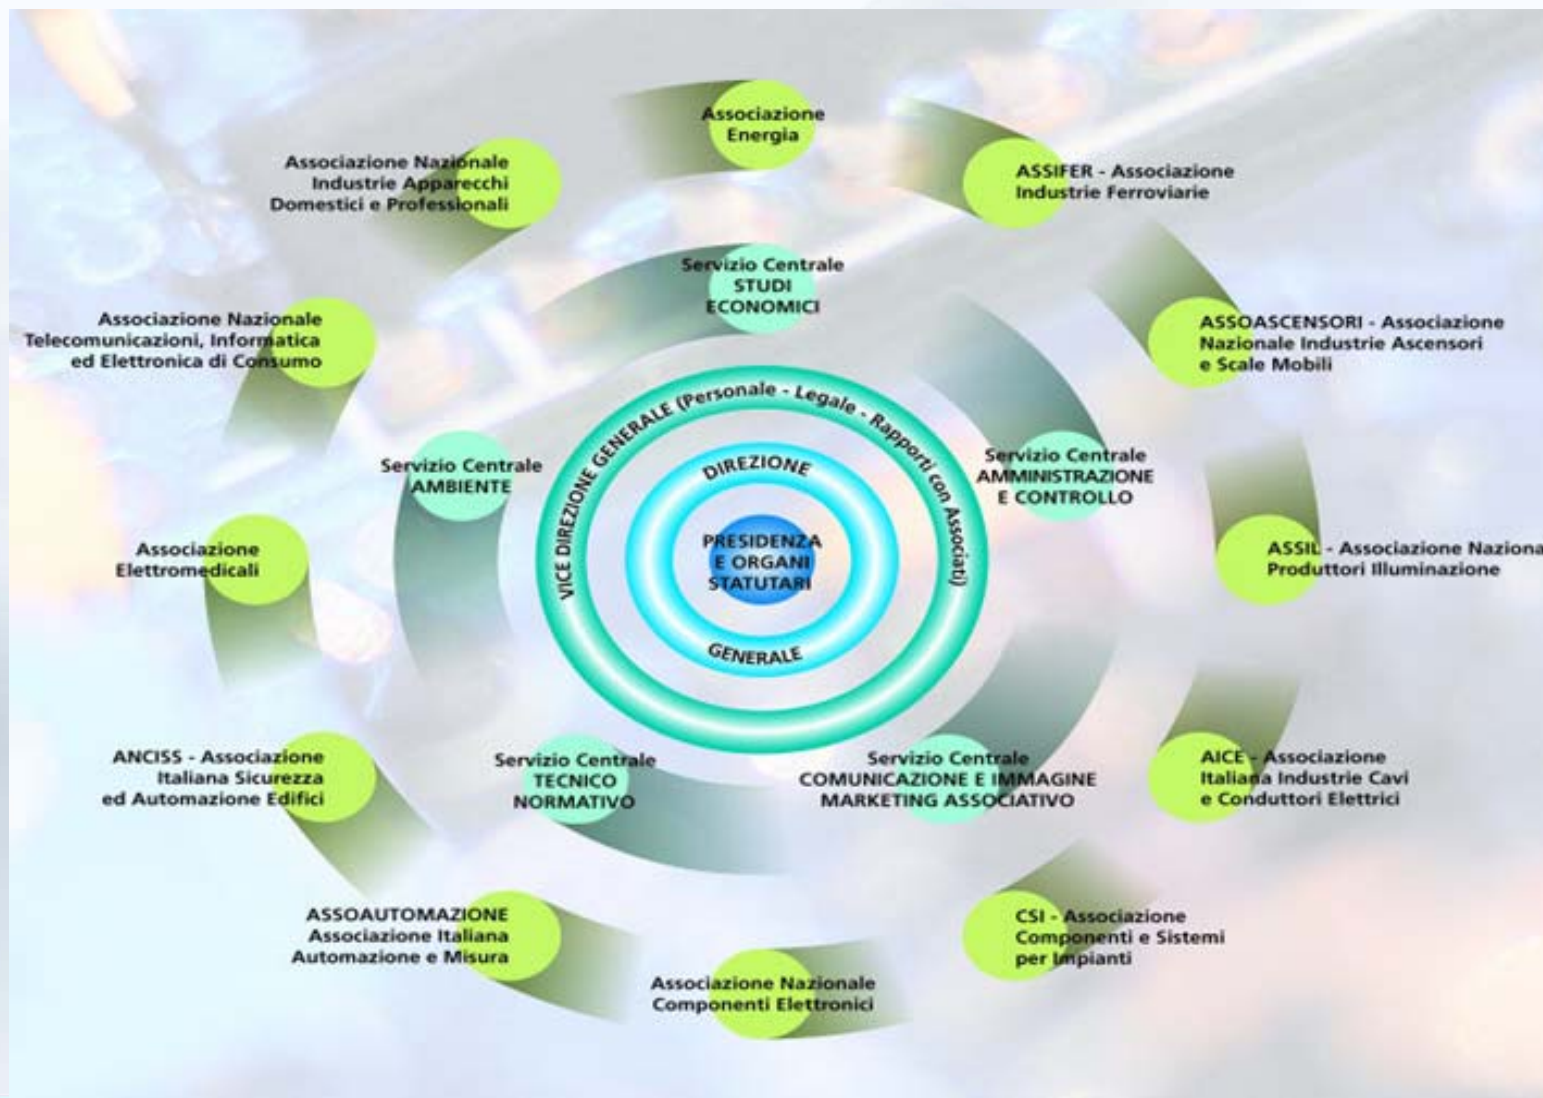 Associazione
Energia
Associazione Nazionale
Industrie Apparecchi
Domestici e Professionali
ASSIFER - Associazione
Industrie Ferroviarie
Servizio Centrale
STUDI
ECONOMICI
Associazione Nazionale
Telecomunicazioni, Informatica
ed Elettronica di Consumo
ASSOASCENSORI - Associazione
Nazionale Industrie Ascensori
e Scale Mobili
VICE DIREZIONE GENERALE (Personale - Legale - Rapporti con Associati)
Servizio Centrale
AMBIENTE
DIREZIONE
GENERALE
Servizio Centrale
AMMINISTRAZIONE
E CONTROLLO
PRESIDENZA
E ORGANI
STATUTARI
Associazione
Elettromedicali
ASSIL - Associazione Naziona
Produttori Illuminazione
ANCISS - Associazione
Italiana Sicurezza
ed Automazione Edifici
Servizio Centrale
TECNICO
NORMATIVO
Servizio Centrale
COMUNICAZIONE E IMMAGINE
MARKETING ASSOCIATIVO
AICE - Associazione
Italiana Industrie Cavi
e Conduttori Elettrici
ASSOAUTOMAZIONE
Associazione Italiana
Automazione e Misura
Associazione Nazionale
Componenti Elettronici
CSI - Associazione
Componenti e Sistemi
per Impianti